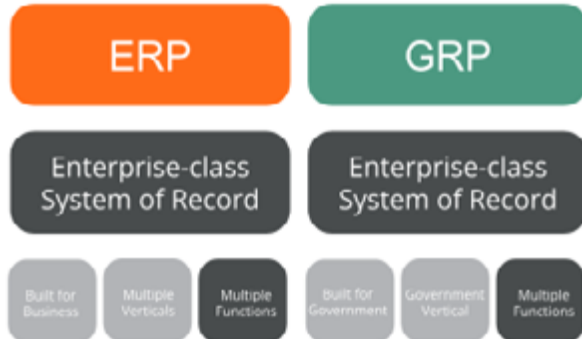 ERP
GRP
Enterprise-class
System of Record
Enterprise-class
System of Record
Built for
Business
Multiple
Verticals
Multiple
Functions
Built for
Government
Government
Vertical
Multiple
Functions